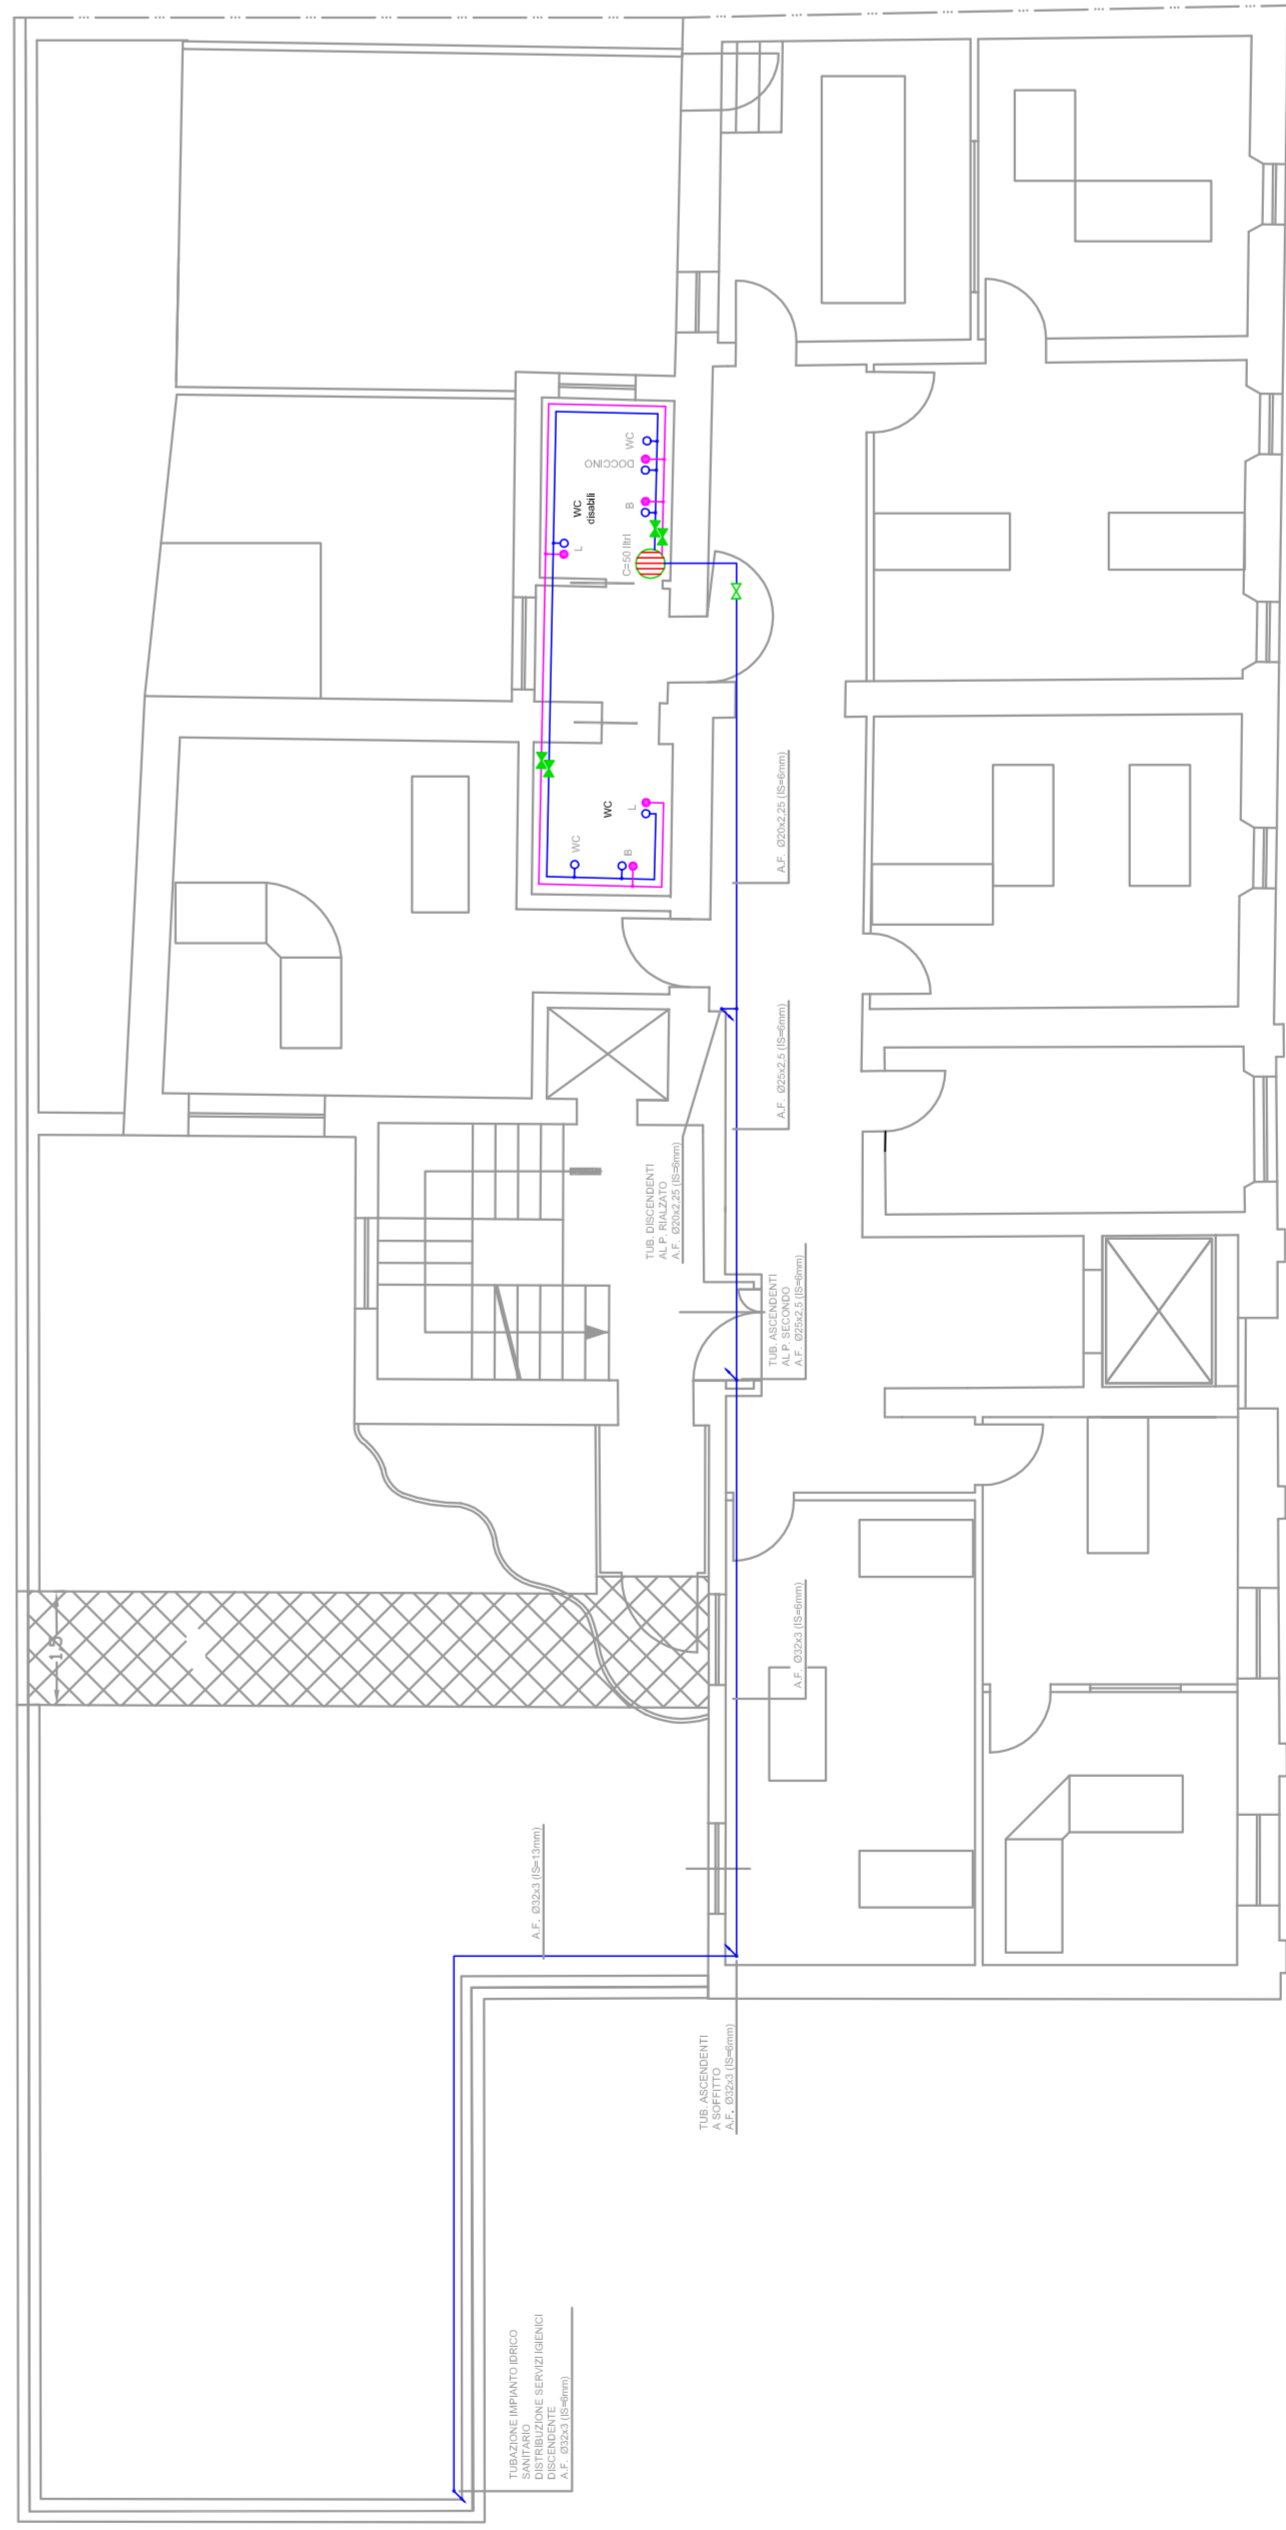 WC
DOCCINO
B
WC
disabili
L
C=50 litri
WC
L
WC
B
A.F. Ø20x2,25 (IS=6mm)
A.F. Ø25x2,5 (IS=6mm)
TUB. DISCENDENTI
AL P. RIALZATO
A.F. Ø20x2,25 (IS=6mm)
TUB. ASCENDENTI
AL P. SECONDO
A.F. Ø25x2,5 (IS=6mm)
1,5
A.F. Ø32x3 (IS=6mm)
A.F. Ø32x3 (IS=13mm)
TUB. ASCENDENTI
A SOFFITTO
A.F. Ø32x3 (IS=6mm)
TUBAZIONE IMPIANTO IDRICO
SANITARIO
DISTRIBUZIONE SERVIZI IGIENICI
DISCENDENTE
A.F. Ø32x3 (IS=6mm)